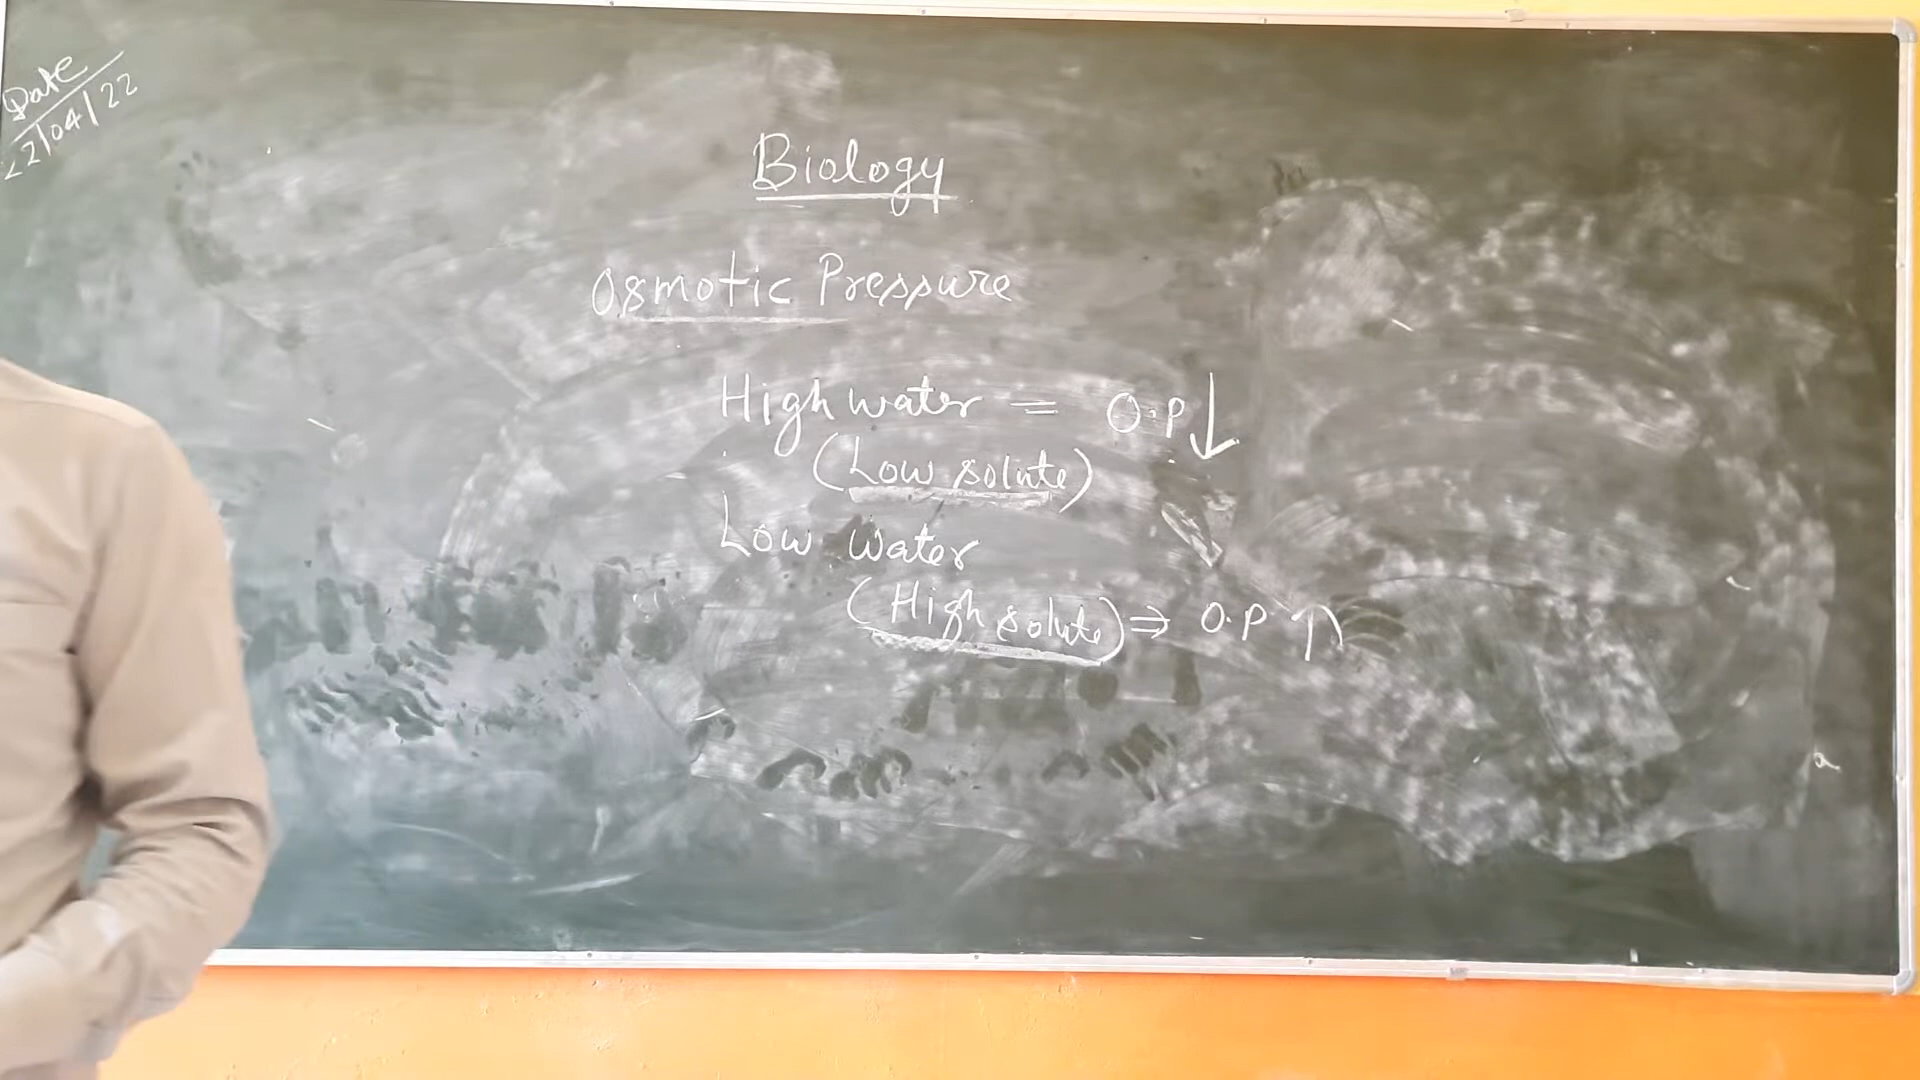 Date
22/04/22
Biology
Osmotic Pressure
High water = O.P ↓
(Low solute)
Low water
(High solute) ⇒ O.P ↑